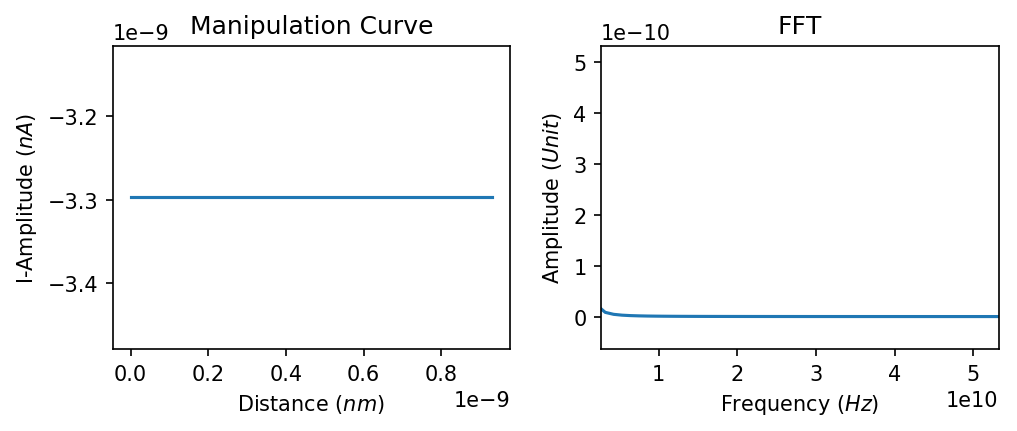 Manipulation Curve
1e−9
I-Amplitude (nA)
−3.2
−3.3
−3.4
0.0 0.2 0.4 0.6 0.8
Distance (nm)
1e−9
FFT
1e−10
Amplitude (Unit)
5
4
3
2
1
0
1 2 3 4 5
Frequency (Hz)
1e10